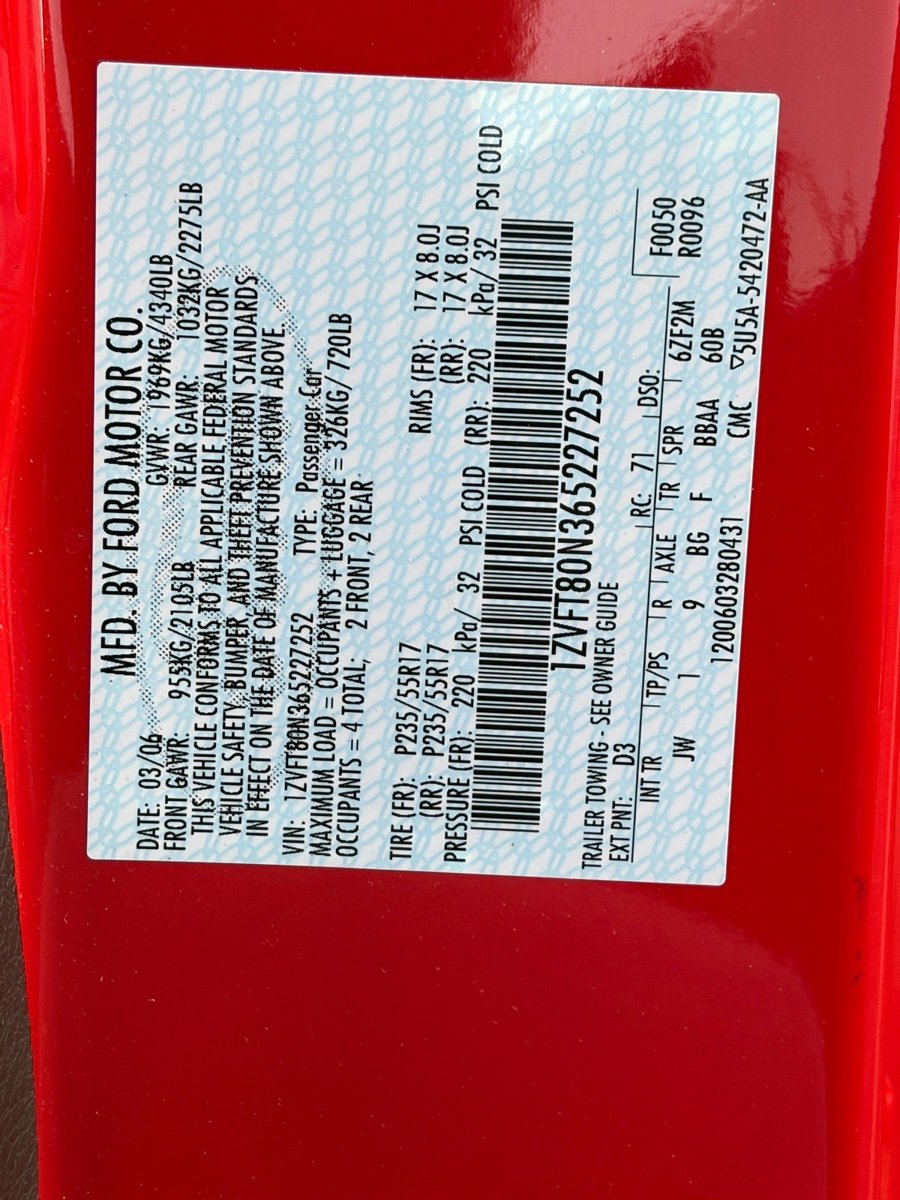 MFD. BY FORD MOTOR CO.
DATE: 03/06 GVWR: 1969KG/4340LB
FRONT GAWR: 955KG/2105LB REAR GAWR: 1032KG/2275LB
THIS VEHICLE CONFORMS TO ALL APPLICABLE FEDERAL MOTOR
VEHICLE SAFETY, BUMPER, AND THEFT PREVENTION STANDARDS
IN EFFECT ON THE DATE OF MANUFACTURE SHOWN ABOVE.
VIN: 1ZVFT80N365227252 TYPE: Passenger Car
MAXIMUM LOAD = OCCUPANTS + LUGGAGE = 326KG/720LB
OCCUPANTS = 4 TOTAL; 2 FRONT, 2 REAR
TIRE (FR): P235/55R17 RIMS (FR): 17 X 8.0J
(RR): P235/55R17 (RR): 17 X 8.0J
PRESSURE (FR): 220 kPa/ 32 PSI COLD (RR): 220 kPa/ 32 PSI COLD
1ZVFT80N365227252
TRAILER TOWING - SEE OWNER GUIDE
EXT PNT: D3 RC: 71 DSO: F0050
R0096
INT TR TP/PS R AXLE TR SPR 6ZF2M
JW 1 9 BG F BBAA 60B
1200603280431 CMC ▽5U5A-5420472-AA